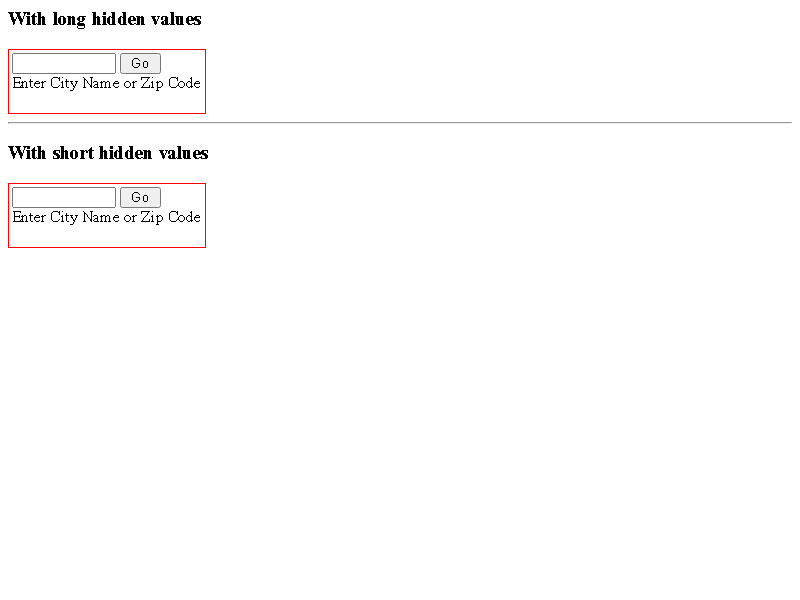 With long hidden values
Go
Enter City Name or Zip Code
With short hidden values
Go
Enter City Name or Zip Code